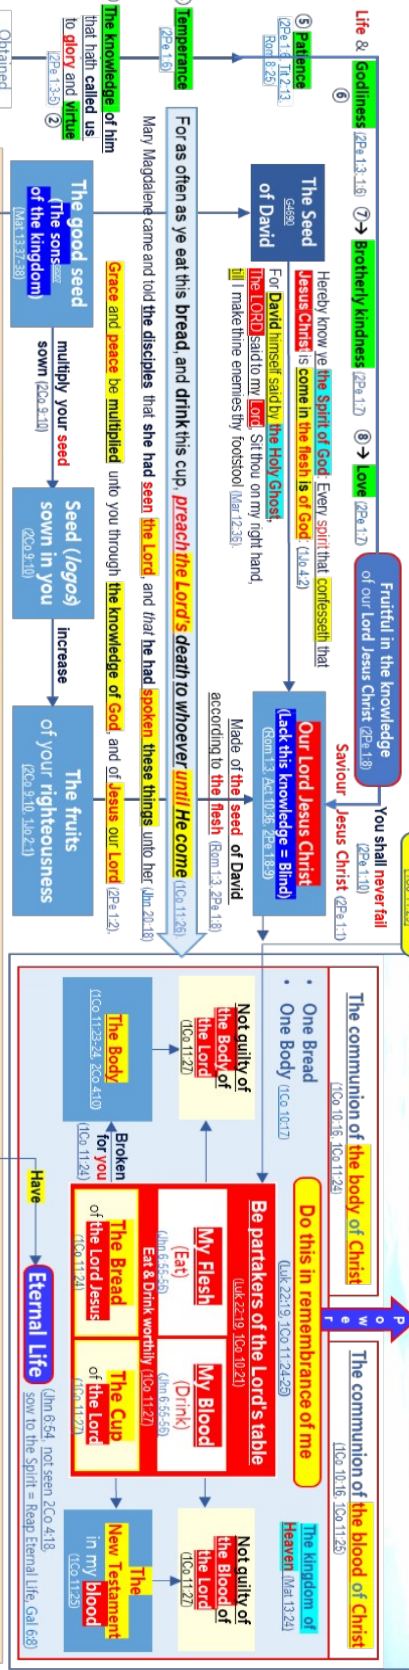 Life & Godliness (2Pe 1:3; 1:6) ⑦→ Brotherly kindness (2Pe 1:7) ⑧→ Love (2Pe 1:7)
⑥
Fruitful in the knowledge
of our Lord Jesus Christ (2Pe 1:8)
You shall never fail
(2Pe 1:10)
Saviour Jesus Christ (2Pe 1:1)
⑤ Patience
Rom 8:25)
Temperance
(2Pe 1:6)
The knowledge of him
that hath called us
to glory and virtue
(2Pe 1:3-5) ②
Obtained
Hereby know ye the Spirit of God: Every spirit that confesseth that
Jesus Christ is come in the flesh is of God: (1Jo 4:2)
The Seed
G4690
of David
For David himself said by the Holy Ghost,
The LORD said to my Lord, Sit thou on my right hand,
till I make thine enemies thy footstool (Mar 12:36).
Our Lord Jesus Christ
(Lack this knowledge = Blind)
(Rom 1:3, Act 10:36, 2Pe 1:8-9)
Made of the seed of David
according to the flesh (Rom 1:3, 2Pe 1:8)
For as often as ye eat this bread, and drink this cup, preach the Lord's death to whoever until He come (1Co 11:26).
Mary Magdalene came and told the disciples that she had seen the Lord, and that he had spoken these things unto her (Jhn 20:18)
Grace and peace be multiplied unto you through the knowledge of God, and of Jesus our Lord (2Pe 1:2),
The good seed
of the kingdom)
(Mat 13:37-38)
multiply your seed
sown (2Co 9:10)
Seed (logos)
sown in you
(2Co 9:10)
increase
The fruits
of your righteousness
(2Co 9:10, 1Jo 2:1)
The communion of the body of Christ
(1Co 10:16, 1Co 11:24)
Power
The communion of the blood of Christ
(1Co 10:16, 1Co 11:25)
• One Bread
• One Body (1Co 10:17)
Do this in remembrance of me
(Luk 22:19, 1Co 11:24-25)
The kingdom of
Heaven (Mat 13:24)
Be partakers of the Lord's table
(Luk 22:19, 1Co 10:21)
Not guilty of
the Body of
the Lord
(1Co 11:27)
My Flesh
(Eat)
(Jhn 6:55-56)
My Blood
(Drink)
(Jhn 6:55-56)
Not guilty of
the Blood of
the Lord
(1Co 11:27)
Eat & Drink worthily (1Co 11:27)
The Body
(1Co 11:23-24, 2Co 4:10)
Broken
for you
(1Co 11:24)
The Bread
of the Lord Jesus
(1Co 11:24)
The Cup
of the Lord
(1Co 11:27)
The
New Testament
in my blood
(1Co 11:25)
Have
Eternal Life
(Jhn 6:54, not seen 2Co 4:18,
sow to the Spirit = Reap Eternal Life, Gal 6:8)